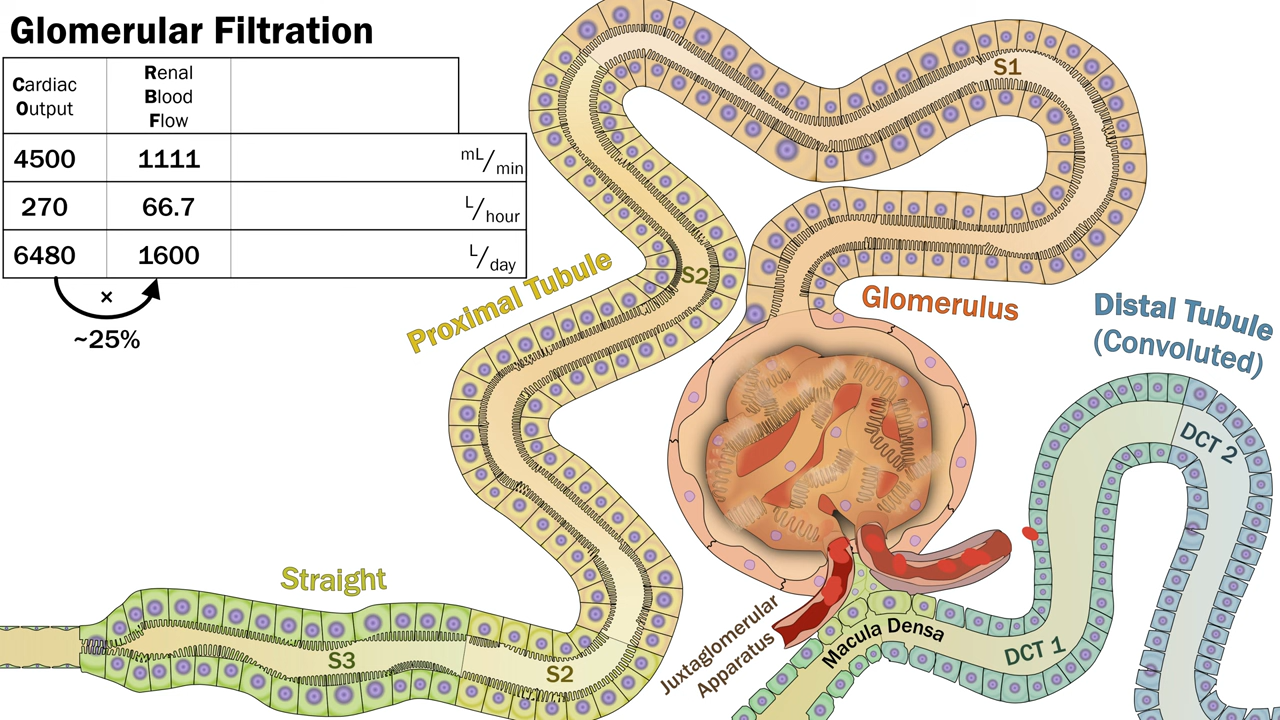 Glomerular Filtration
Cardiac
Output
Renal
Blood
Flow
4500 1111 mL/min
270 66.7 L/hour
6480 1600 L/day
×
~25%
S1
S2
Proximal Tubule
Glomerulus
Distal Tubule
(Convoluted)
DCT 2
Straight
S3
S2
Juxtaglomerular
Apparatus
Macula Densa
DCT 1